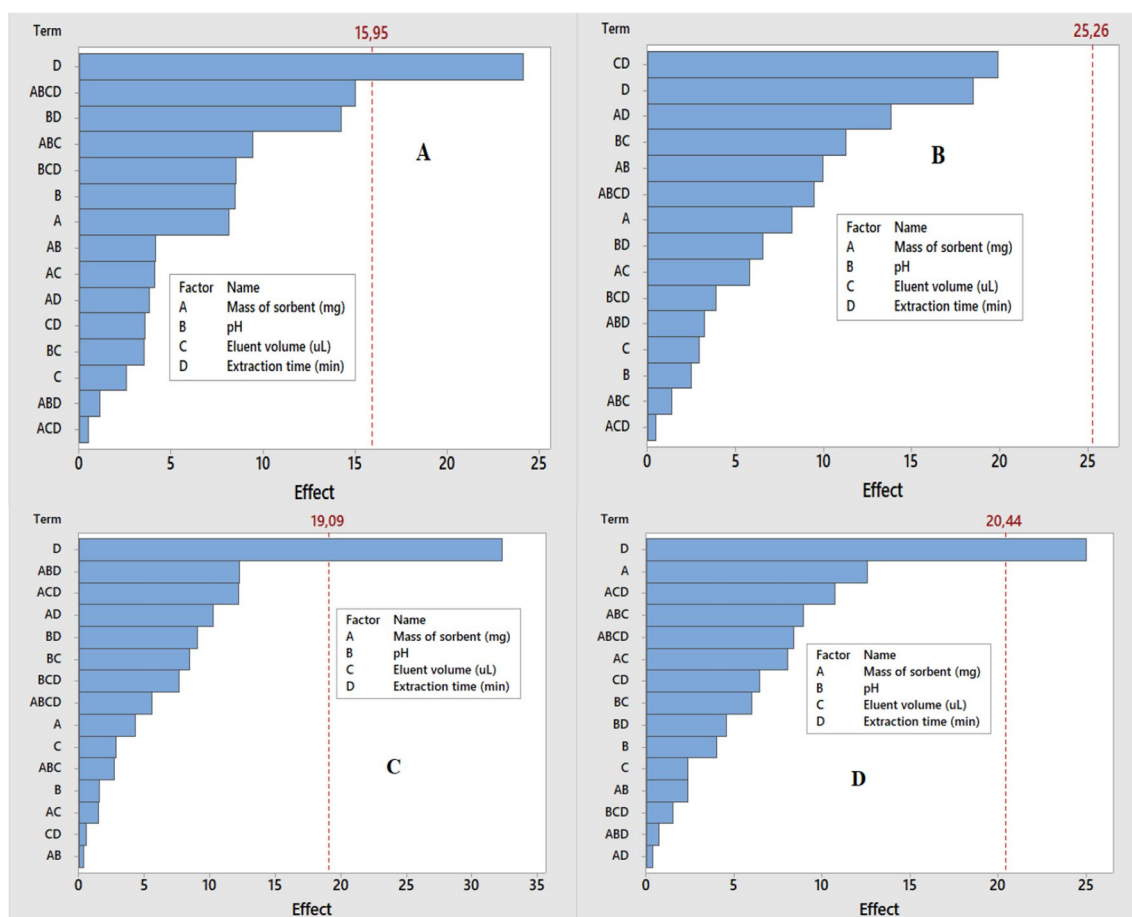 Term
15,95
D
ABCD
BD
ABC
BCD
B
A
AB
AC
AD
CD
BC
C
ABD
ACD
A
Factor Name
A Mass of sorbent (mg)
B pH
C Eluent volume (uL)
D Extraction time (min)
0 5 10 15 20 25
Effect
Term
25,26
CD
D
AD
BC
AB
ABCD
A
BD
AC
BCD
ABD
C
B
ABC
ACD
B
Factor Name
A Mass of sorbent (mg)
B pH
C Eluent volume (uL)
D Extraction time (min)
0 5 10 15 20 25
Effect
Term
19,09
D
ABD
ACD
AD
BD
BC
BCD
ABCD
A
C
ABC
B
AC
CD
AB
Factor Name
A Mass of sorbent (mg)
B pH
C Eluent volume (uL)
D Extraction time (min)
C
0 5 10 15 20 25 30 35
Effect
Term
20,44
D
A
ACD
ABC
ABCD
AC
CD
BC
BD
B
C
AB
BCD
ABD
AD
Factor Name
A Mass of sorbent (mg)
B pH
C Eluent volume (uL)
D Extraction time (min)
D
0 5 10 15 20 25
Effect